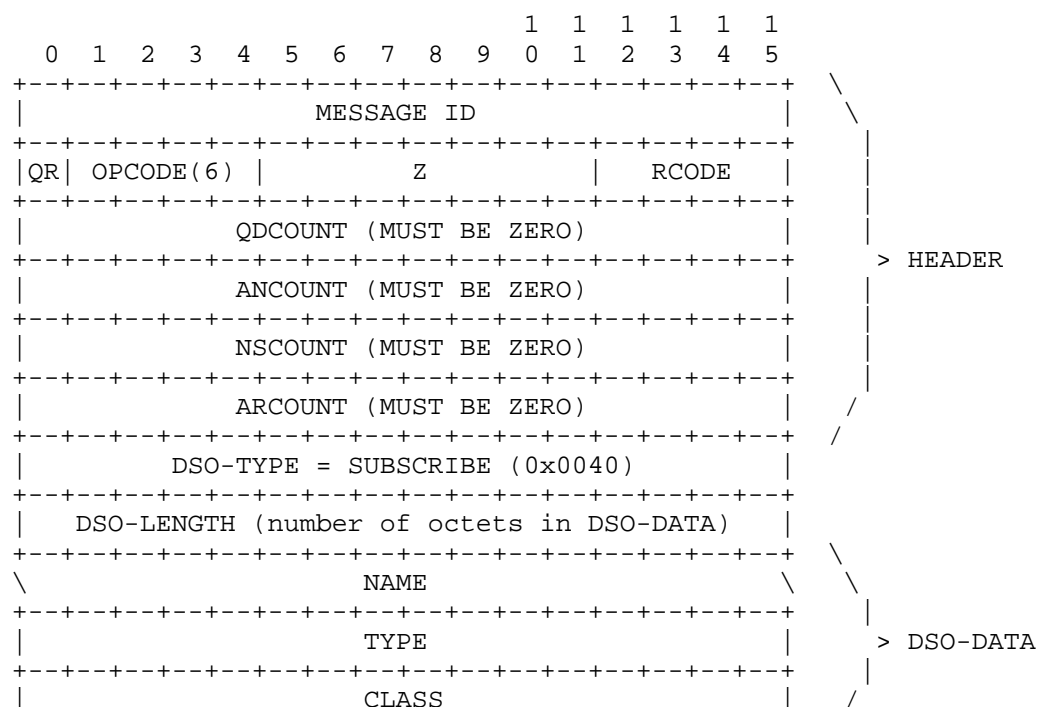 1  1  1  1  1  1
  0  1  2  3  4  5  6  7  8  9  0  1  2  3  4  5
+--+--+--+--+--+--+--+--+--+--+--+--+--+--+--+--+  \
|                  MESSAGE ID                   |   \
+--+--+--+--+--+--+--+--+--+--+--+--+--+--+--+--+    |
|QR| OPCODE(6) |         Z          |   RCODE   |    |
+--+--+--+--+--+--+--+--+--+--+--+--+--+--+--+--+    |
|             QDCOUNT (MUST BE ZERO)            |    |
+--+--+--+--+--+--+--+--+--+--+--+--+--+--+--+--+     > HEADER
|             ANCOUNT (MUST BE ZERO)            |    |
+--+--+--+--+--+--+--+--+--+--+--+--+--+--+--+--+    |
|             NSCOUNT (MUST BE ZERO)            |    |
+--+--+--+--+--+--+--+--+--+--+--+--+--+--+--+--+    |
|             ARCOUNT (MUST BE ZERO)            |   /
+--+--+--+--+--+--+--+--+--+--+--+--+--+--+--+--+  /
|         DSO-TYPE = SUBSCRIBE (0x0040)         |
+--+--+--+--+--+--+--+--+--+--+--+--+--+--+--+--+
|   DSO-LENGTH (number of octets in DSO-DATA)   |
+--+--+--+--+--+--+--+--+--+--+--+--+--+--+--+--+  \
\                     NAME                      \   \
+--+--+--+--+--+--+--+--+--+--+--+--+--+--+--+--+    |
|                     TYPE                      |     > DSO-DATA
+--+--+--+--+--+--+--+--+--+--+--+--+--+--+--+--+    |
|                     CLASS                     |   /